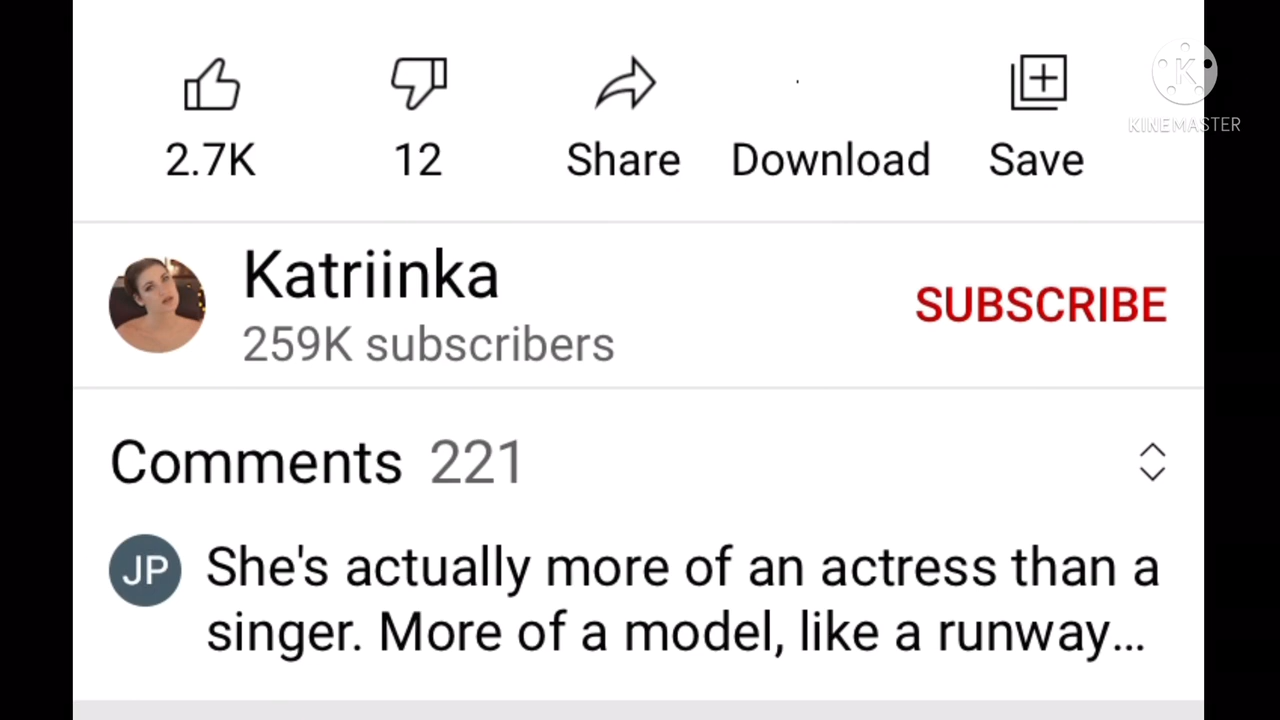 2.7K
12
Share
Download
Save
K
KINEMASTER
Katriinka
259K subscribers
SUBSCRIBE
Comments 221
JP
She's actually more of an actress than a
singer. More of a model, like a runway...